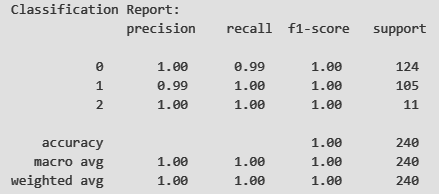 Classification Report:
precision recall f1-score support
0 1.00 0.99 1.00 124
1 0.99 1.00 1.00 105
2 1.00 1.00 1.00 11
accuracy 1.00 240
macro avg 1.00 1.00 1.00 240
weighted avg 1.00 1.00 1.00 240